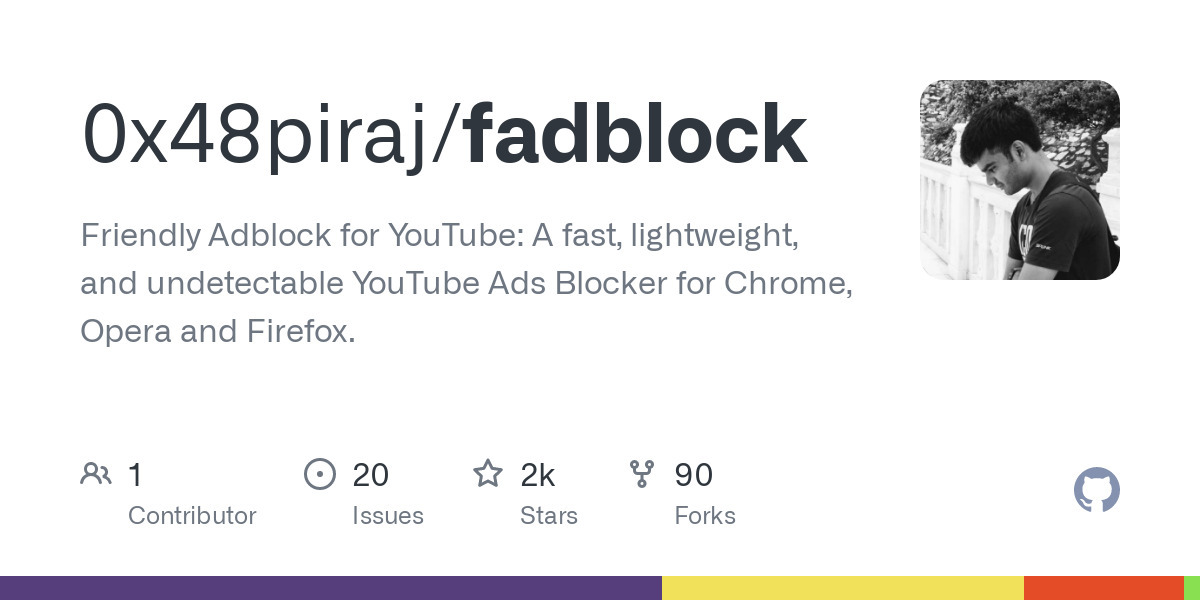 0x48piraj/fadblock
Friendly Adblock for YouTube: A fast, lightweight,
and undetectable YouTube Ads Blocker for Chrome,
Opera and Firefox.
1
Contributor
20
Issues
2k
Stars
90
Forks